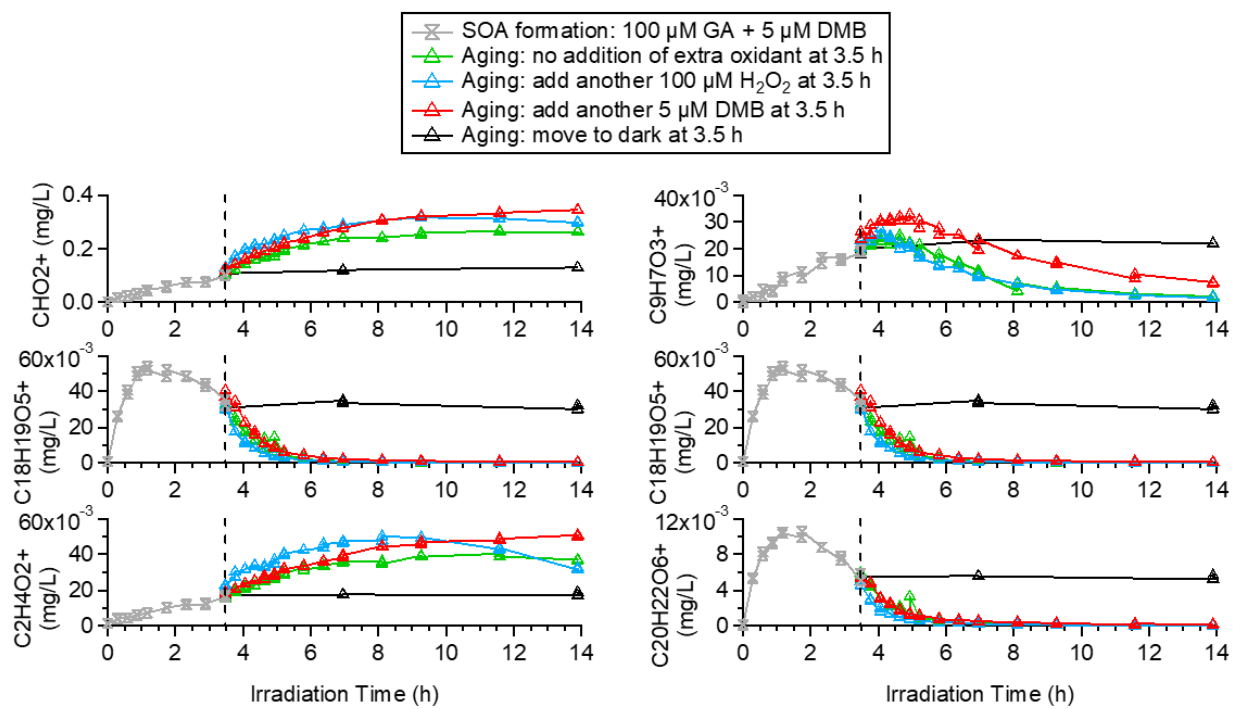 SOA formation: 100 µM GA + 5 µM DMB
Aging: no addition of extra oxidant at 3.5 h
Aging: add another 100 µM H₂O₂ at 3.5 h
Aging: add another 5 µM DMB at 3.5 h
Aging: move to dark at 3.5 h
CHO2+ (mg/L)
0.4
0.2
0.0
0 2 4 6 8 10 12 14
C9H7O3+
(mg/L)
40x10⁻³
30
20
10
0
0 2 4 6 8 10 12 14
C18H19O5+
(mg/L)
60x10⁻³
40
20
0
0 2 4 6 8 10 12 14
C18H19O5+
(mg/L)
60x10⁻³
40
20
0
0 2 4 6 8 10 12 14
C2H4O2+
(mg/L)
60x10⁻³
40
20
0
0 2 4 6 8 10 12 14
Irradiation Time (h)
C20H22O6+
(mg/L)
12x10⁻³
8
4
0
0 2 4 6 8 10 12 14
Irradiation Time (h)